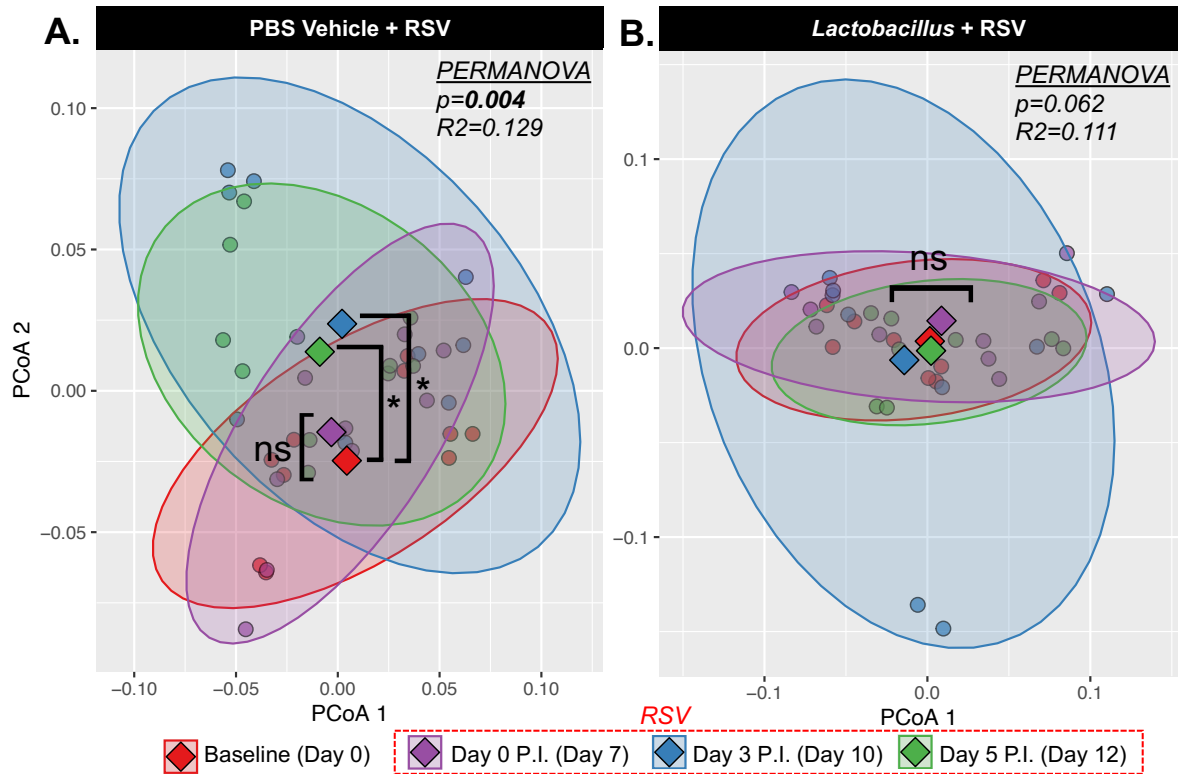 A.
PBS Vehicle + RSV
B.
Lactobacillus + RSV
PERMANOVA
p=0.004
R2=0.129
PERMANOVA
p=0.062
R2=0.111
PCoA 2
0.10
0.05
0.00
−0.05
ns
*
*
−0.10
−0.05
0.00
0.05
0.10
PCoA 1
0.1
0.0
−0.1
ns
−0.1
0.0
0.1
PCoA 1
RSV
Baseline (Day 0)
Day 0 P.I. (Day 7)
Day 3 P.I. (Day 10)
Day 5 P.I. (Day 12)